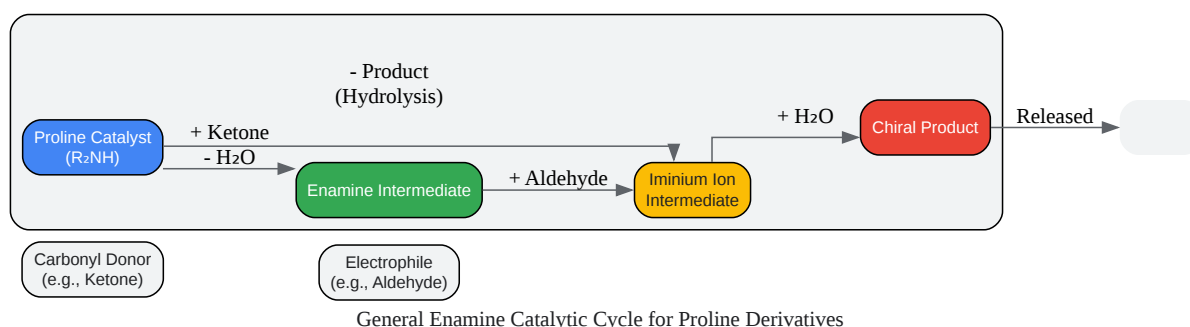 - Product
(Hydrolysis)
Proline Catalyst
(R₂NH)
+ Ketone
- H₂O
Enamine Intermediate
+ Aldehyde
Iminium Ion
Intermediate
+ H₂O
Chiral Product
Released
Carbonyl Donor
(e.g., Ketone)
Electrophile
(e.g., Aldehyde)
General Enamine Catalytic Cycle for Proline Derivatives